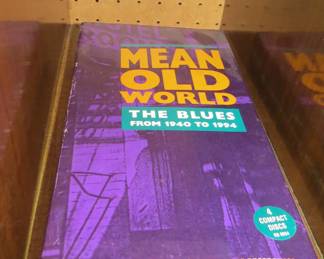 MEAN
OLD
WORLD
THE BLUES
FROM 1940 TO 1994
4
COMPACT
DISCS